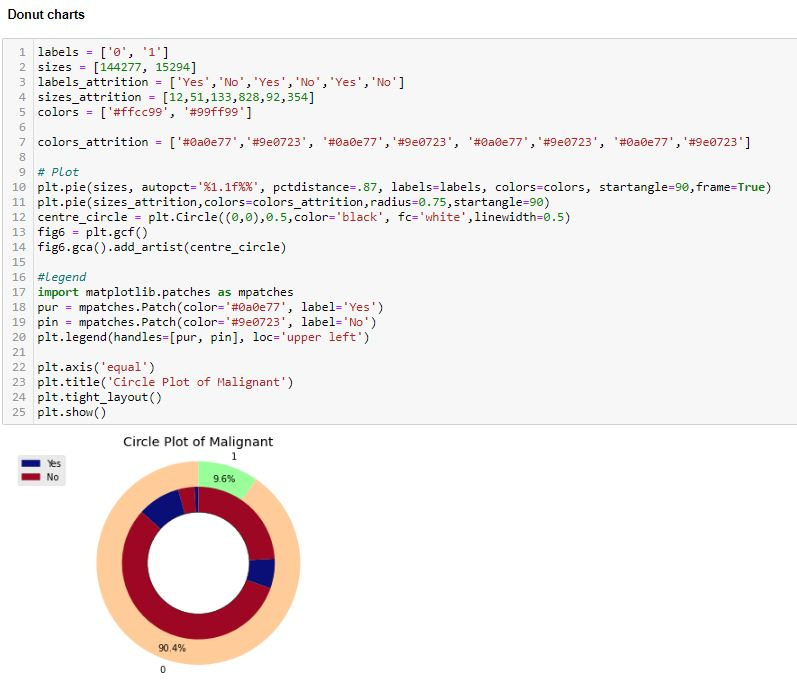 Donut charts
1 labels = ['0', '1']
2 sizes = [144277, 15294]
3 labels_attrition = ['Yes','No','Yes','No','Yes','No']
4 sizes_attrition = [12,51,133,828,92,354]
5 colors = ['#ffcc99', '#99ff99']
6
7 colors_attrition = ['#0a0e77','#9e0723', '#0a0e77','#9e0723', '#0a0e77','#9e0723', '#0a0e77','#9e0723']
8
9 # Plot
10 plt.pie(sizes, autopct='%1.1f%%', pctdistance=.87, labels=labels, colors=colors, startangle=90,frame=True)
11 plt.pie(sizes_attrition,colors=colors_attrition,radius=0.75,startangle=90)
12 centre_circle = plt.Circle((0,0),0.5,color='black', fc='white',linewidth=0.5)
13 fig6 = plt.gcf()
14 fig6.gca().add_artist(centre_circle)
15
16 #legend
17 import matplotlib.patches as mpatches
18 pur = mpatches.Patch(color='#0a0e77', label='Yes')
19 pin = mpatches.Patch(color='#9e0723', label='No')
20 plt.legend(handles=[pur, pin], loc='upper left')
21
22 plt.axis('equal')
23 plt.title('Circle Plot of Malignant')
24 plt.tight_layout()
25 plt.show()
Circle Plot of Malignant
1
Yes
No
9.6%
90.4%
0